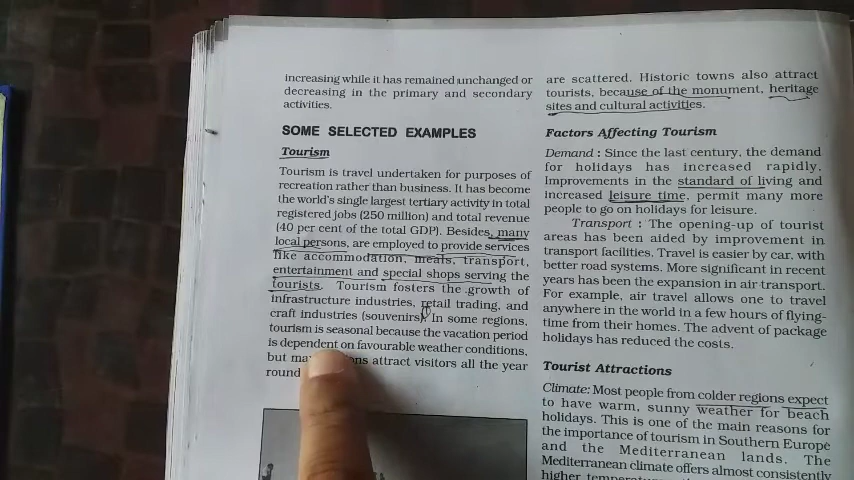 increasing while it has remained unchanged or
decreasing in the primary and secondary
activities.
SOME SELECTED EXAMPLES
Tourism
Tourism is travel undertaken for purposes of
recreation rather than business. It has become
the world's single largest tertiary activity in total
registered jobs (250 million) and total revenue
(40 per cent of the total GDP). Besides, many
local persons, are employed to provide services
like accommodation, meals, transport,
entertainment and special shops serving the
tourists. Tourism fosters the growth of
infrastructure industries, retail trading, and
craft industries (souvenirs). In some regions,
tourism is seasonal because the vacation period
is dependent on favourable weather conditions,
but attract visitors all the year
round
are scattered. Historic towns also attract
tourists, because of the monument, heritage
sites and cultural activities.
Factors Affecting Tourism
Demand : Since the last century, the demand
for holidays has increased rapidly.
Improvements in the standard of living and
increased leisure time, permit many more
people to go on holidays for leisure.
Transport : The opening-up of tourist
areas has been aided by improvement in
transport facilities. Travel is easier by car, with
better road systems. More significant in recent
years has been the expansion in air transport.
For example, air travel allows one to travel
anywhere in the world in a few hours of flying-
time from their homes. The advent of package
holidays has reduced the costs.
Tourist Attractions
Climate: Most people from colder regions expect
to have warm, sunny weather for beach
holidays. This is one of the main reasons for
the importance of tourism in Southern Europe
and the Mediterranean lands. The
Mediterranean climate offers almost consistently
higher